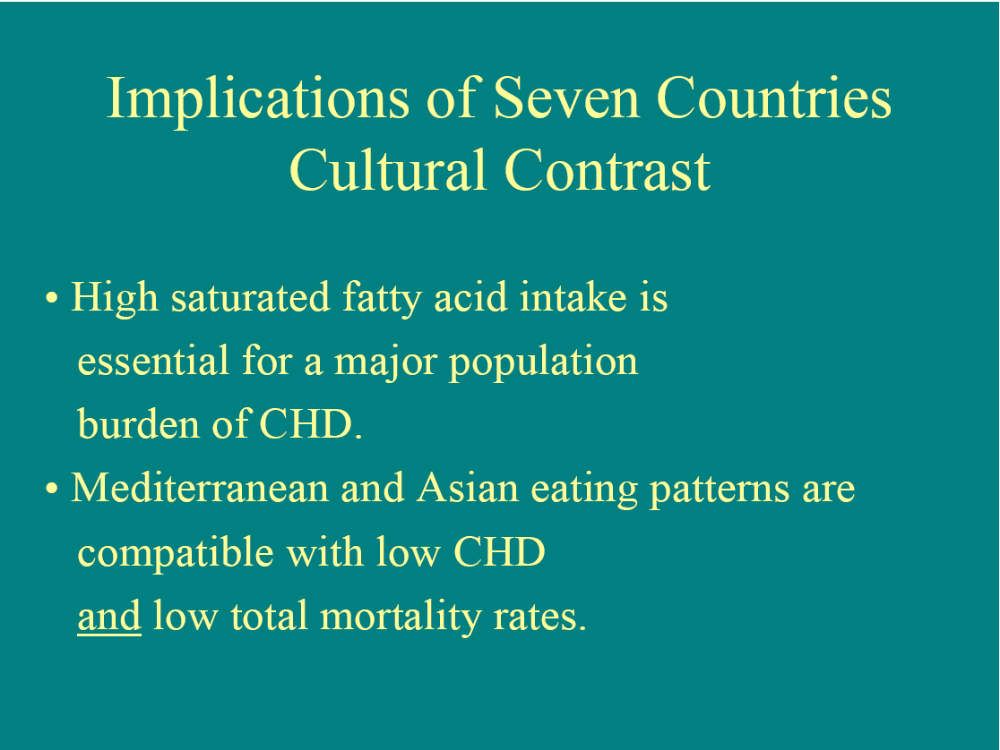 Implications of Seven Countries
Cultural Contrast
• High saturated fatty acid intake is
essential for a major population
burden of CHD.
• Mediterranean and Asian eating patterns are
compatible with low CHD
and low total mortality rates.